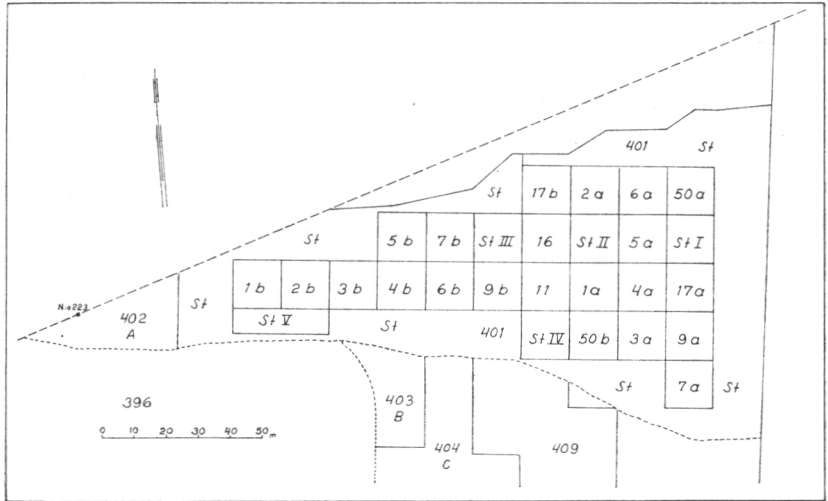 401 St
St 17 b 2 a 6 a 50 a
St 5 b 7 b St III 16 St II 5 a St I
1 b 2 b 3 b 4 b 6 b 9 b 11 1 a 4 a 17 a
St
402
A
St V St 401 St IV 50 b 3 a 9 a
St 7 a St
396
403
B
404
C
409
0 10 20 30 40 50 m